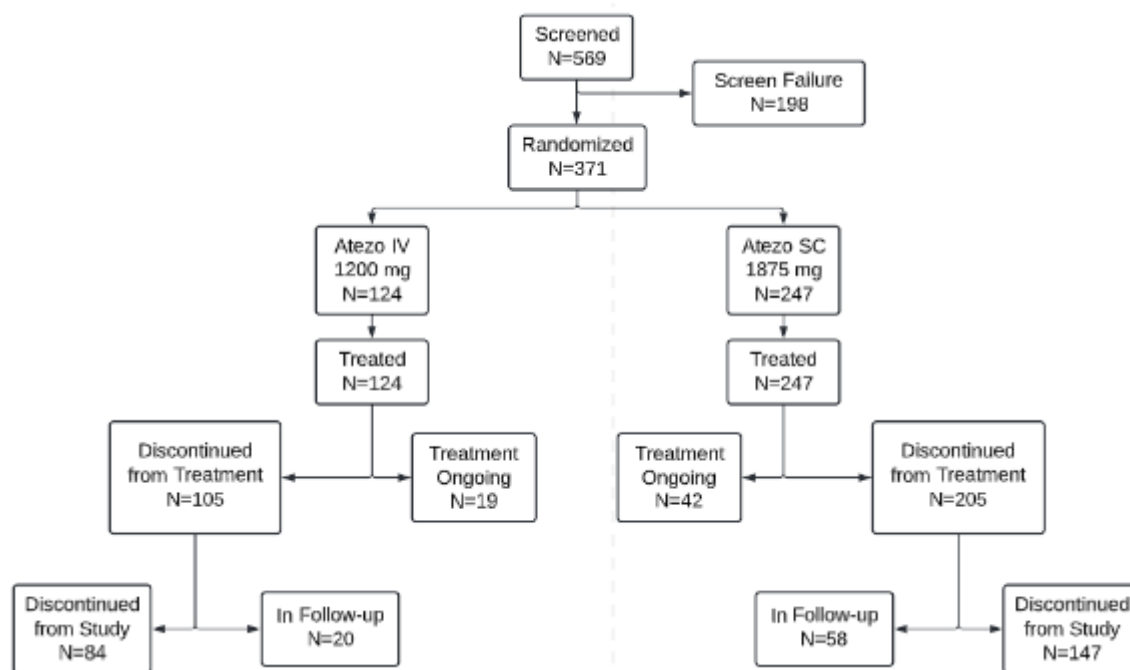 Screened
N=569
Screen Failure
N=198
Randomized
N=371
Atezo IV
1200 mg
N=124
Atezo SC
1875 mg
N=247
Treated
N=124
Treated
N=247
Discontinued
from Treatment
N=105
Treatment
Ongoing
N=19
Treatment
Ongoing
N=42
Discontinued
from Treatment
N=205
Discontinued
from Study
N=84
In Follow-up
N=20
In Follow-up
N=58
Discontinued
from Study
N=147